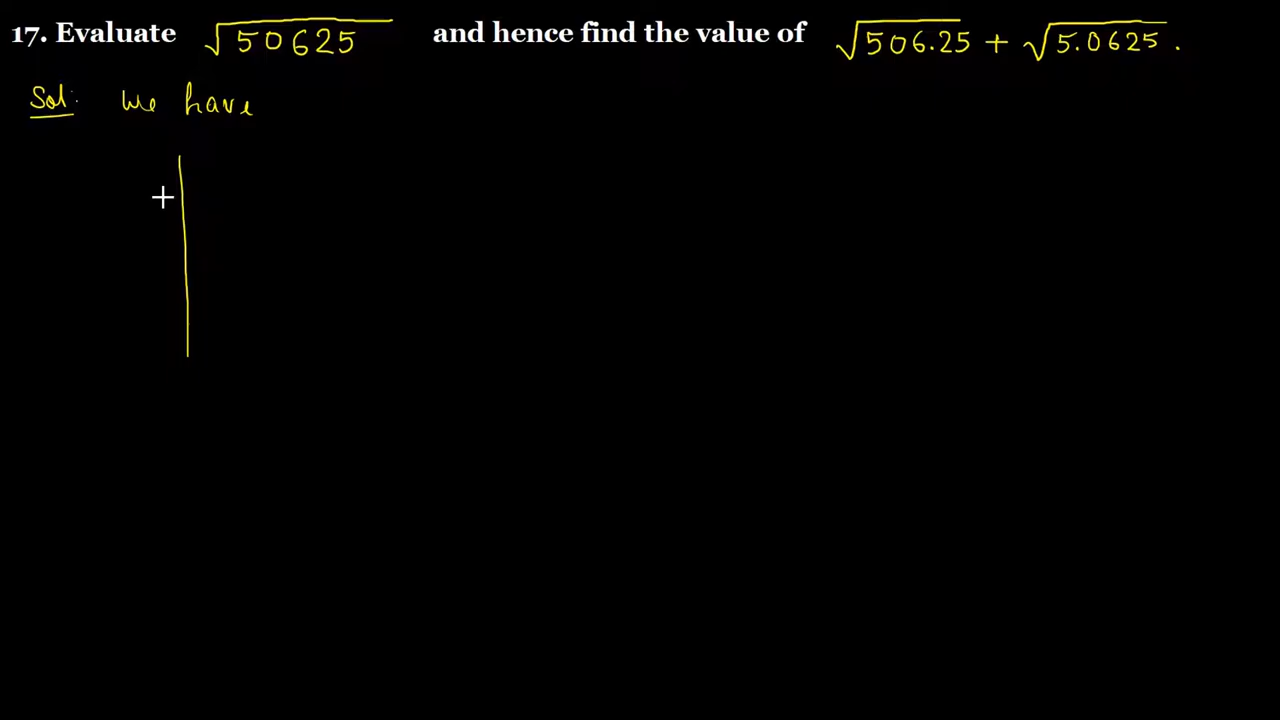 17. Evaluate √50625 and hence find the value of √506.25 + √5.0625 .
Sol: We have